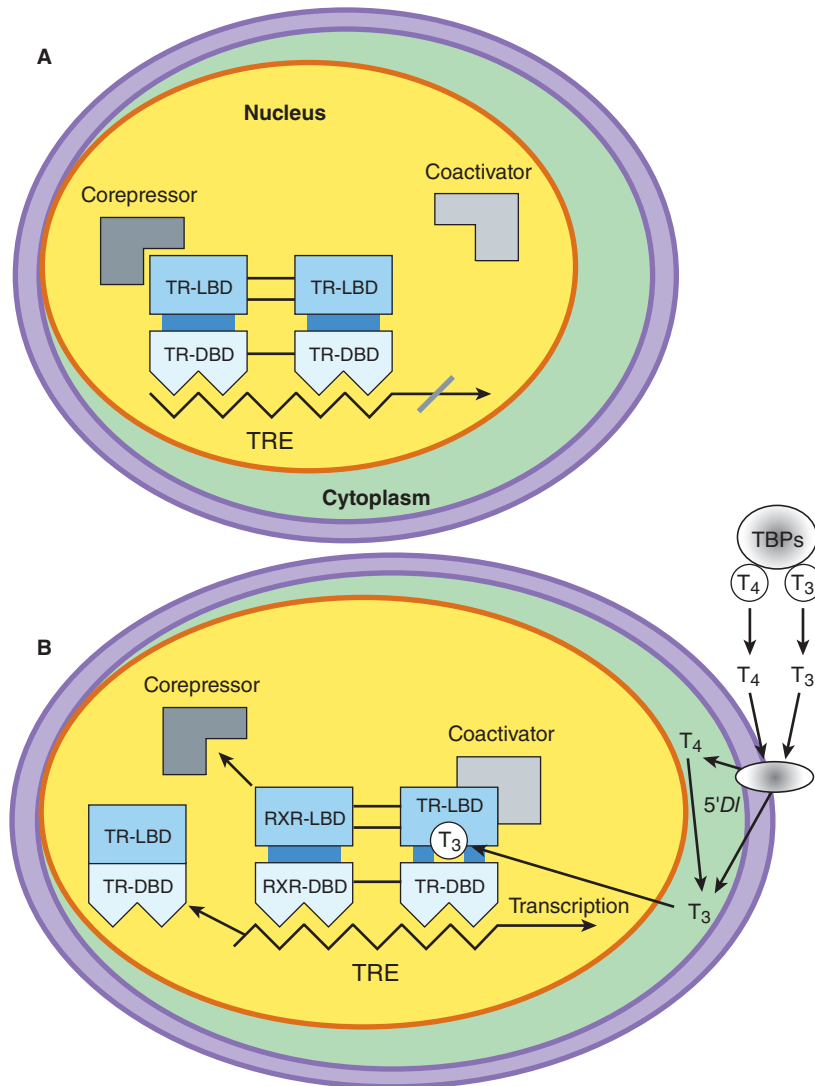 A
Nucleus
Corepressor
Coactivator
TR-LBD
TR-LBD
TR-DBD
TR-DBD
TRE
Cytoplasm
TBPs
T4
T3
T4
T3
B
Corepressor
Coactivator
T4
5'DI
TR-LBD
RXR-LBD
TR-LBD
T3
TR-DBD
RXR-DBD
TR-DBD
Transcription
T3
TRE